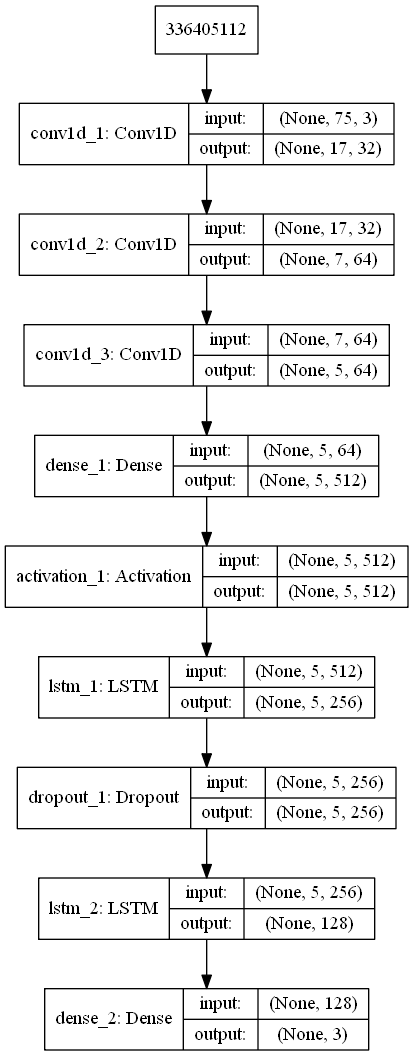 336405112
conv1d_1: Conv1D input: (None, 75, 3)
output: (None, 17, 32)
conv1d_2: Conv1D input: (None, 17, 32)
output: (None, 7, 64)
conv1d_3: Conv1D input: (None, 7, 64)
output: (None, 5, 64)
dense_1: Dense input: (None, 5, 64)
output: (None, 5, 512)
activation_1: Activation input: (None, 5, 512)
output: (None, 5, 512)
lstm_1: LSTM input: (None, 5, 512)
output: (None, 5, 256)
dropout_1: Dropout input: (None, 5, 256)
output: (None, 5, 256)
lstm_2: LSTM input: (None, 5, 256)
output: (None, 128)
dense_2: Dense input: (None, 128)
output: (None, 3)